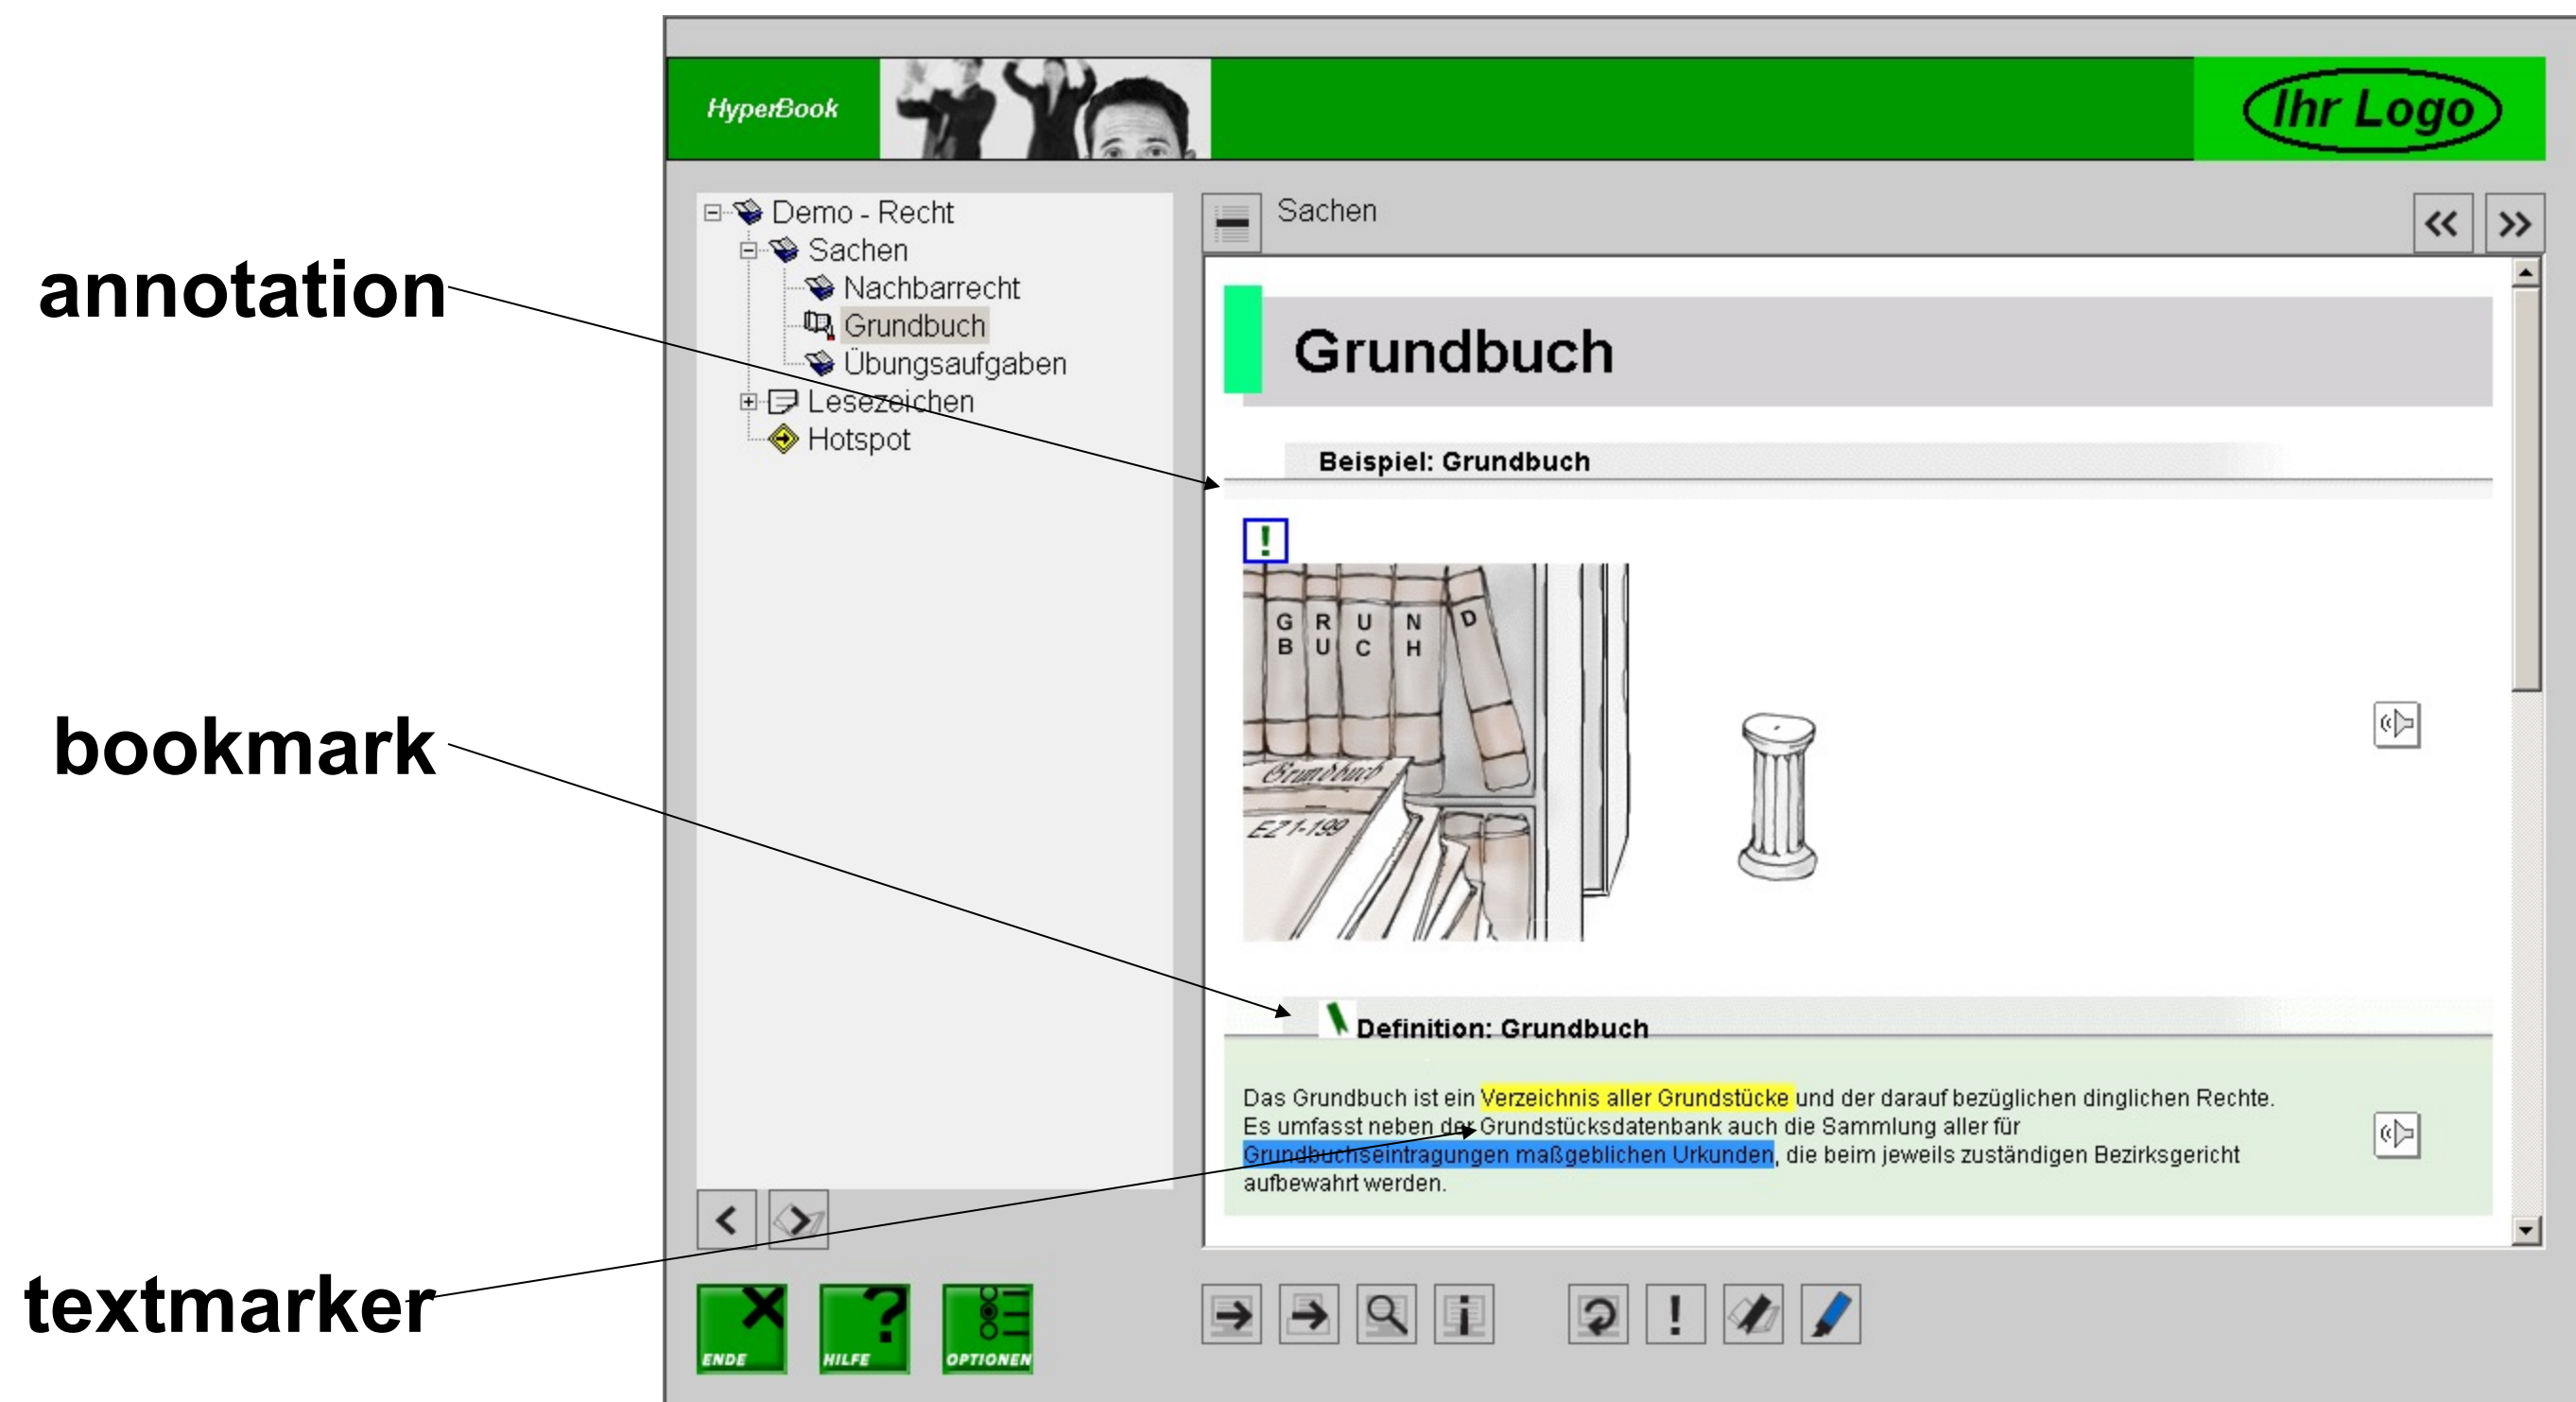 HyperBook
Ihr Logo
Demo - Recht
Sachen
Nachbarrecht
Grundbuch
Übungsaufgaben
Lesezeichen
Hotspot
Sachen
annotation
bookmark
textmarker
Grundbuch
Beispiel: Grundbuch
!
G R U N D
B U C H
Grundbuch
EZ 1-199
Definition: Grundbuch
Das Grundbuch ist ein Verzeichnis aller Grundstücke und der darauf bezüglichen dinglichen Rechte.
Es umfasst neben der Grundstücksdatenbank auch die Sammlung aller für
Grundbuchseintragungen maßgeblichen Urkunden, die beim jeweils zuständigen Bezirksgericht
aufbewahrt werden.
ENDE
? HILFE
OPTIONEN
i
!